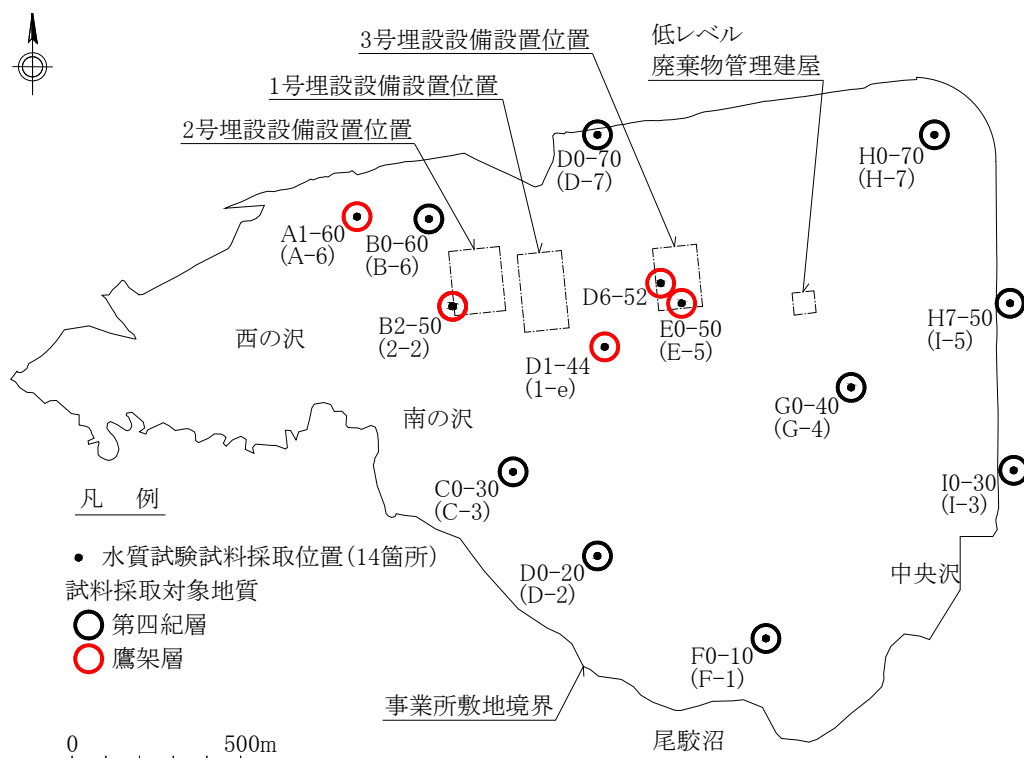 3号埋設設備設置位置
低レベル
廃棄物管理建屋
1号埋設設備設置位置
2号埋設設備設置位置
D0-70
(D-7)
H0-70
(H-7)
A1-60
(A-6)
B0-60
(B-6)
D6-52
B2-50
(2-2)
E0-50
(E-5)
H7-50
(I-5)
西の沢
D1-44
(1-e)
G0-40
(G-4)
南の沢
C0-30
(C-3)
I0-30
(I-3)
凡 例
水質試験試料採取位置(14箇所)
試料採取対象地質
第四紀層
鷹架層
D0-20
(D-2)
中央沢
F0-10
(F-1)
事業所敷地境界
尾駮沼
0 500m